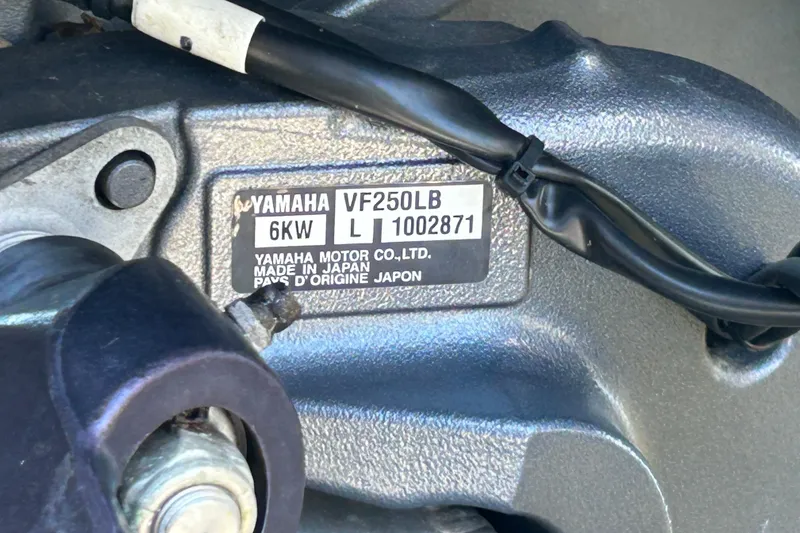 YAMAHA VF250LB
6KW L 1002871
YAMAHA MOTOR CO.,LTD.
MADE IN JAPAN
PAYS D'ORIGINE JAPON